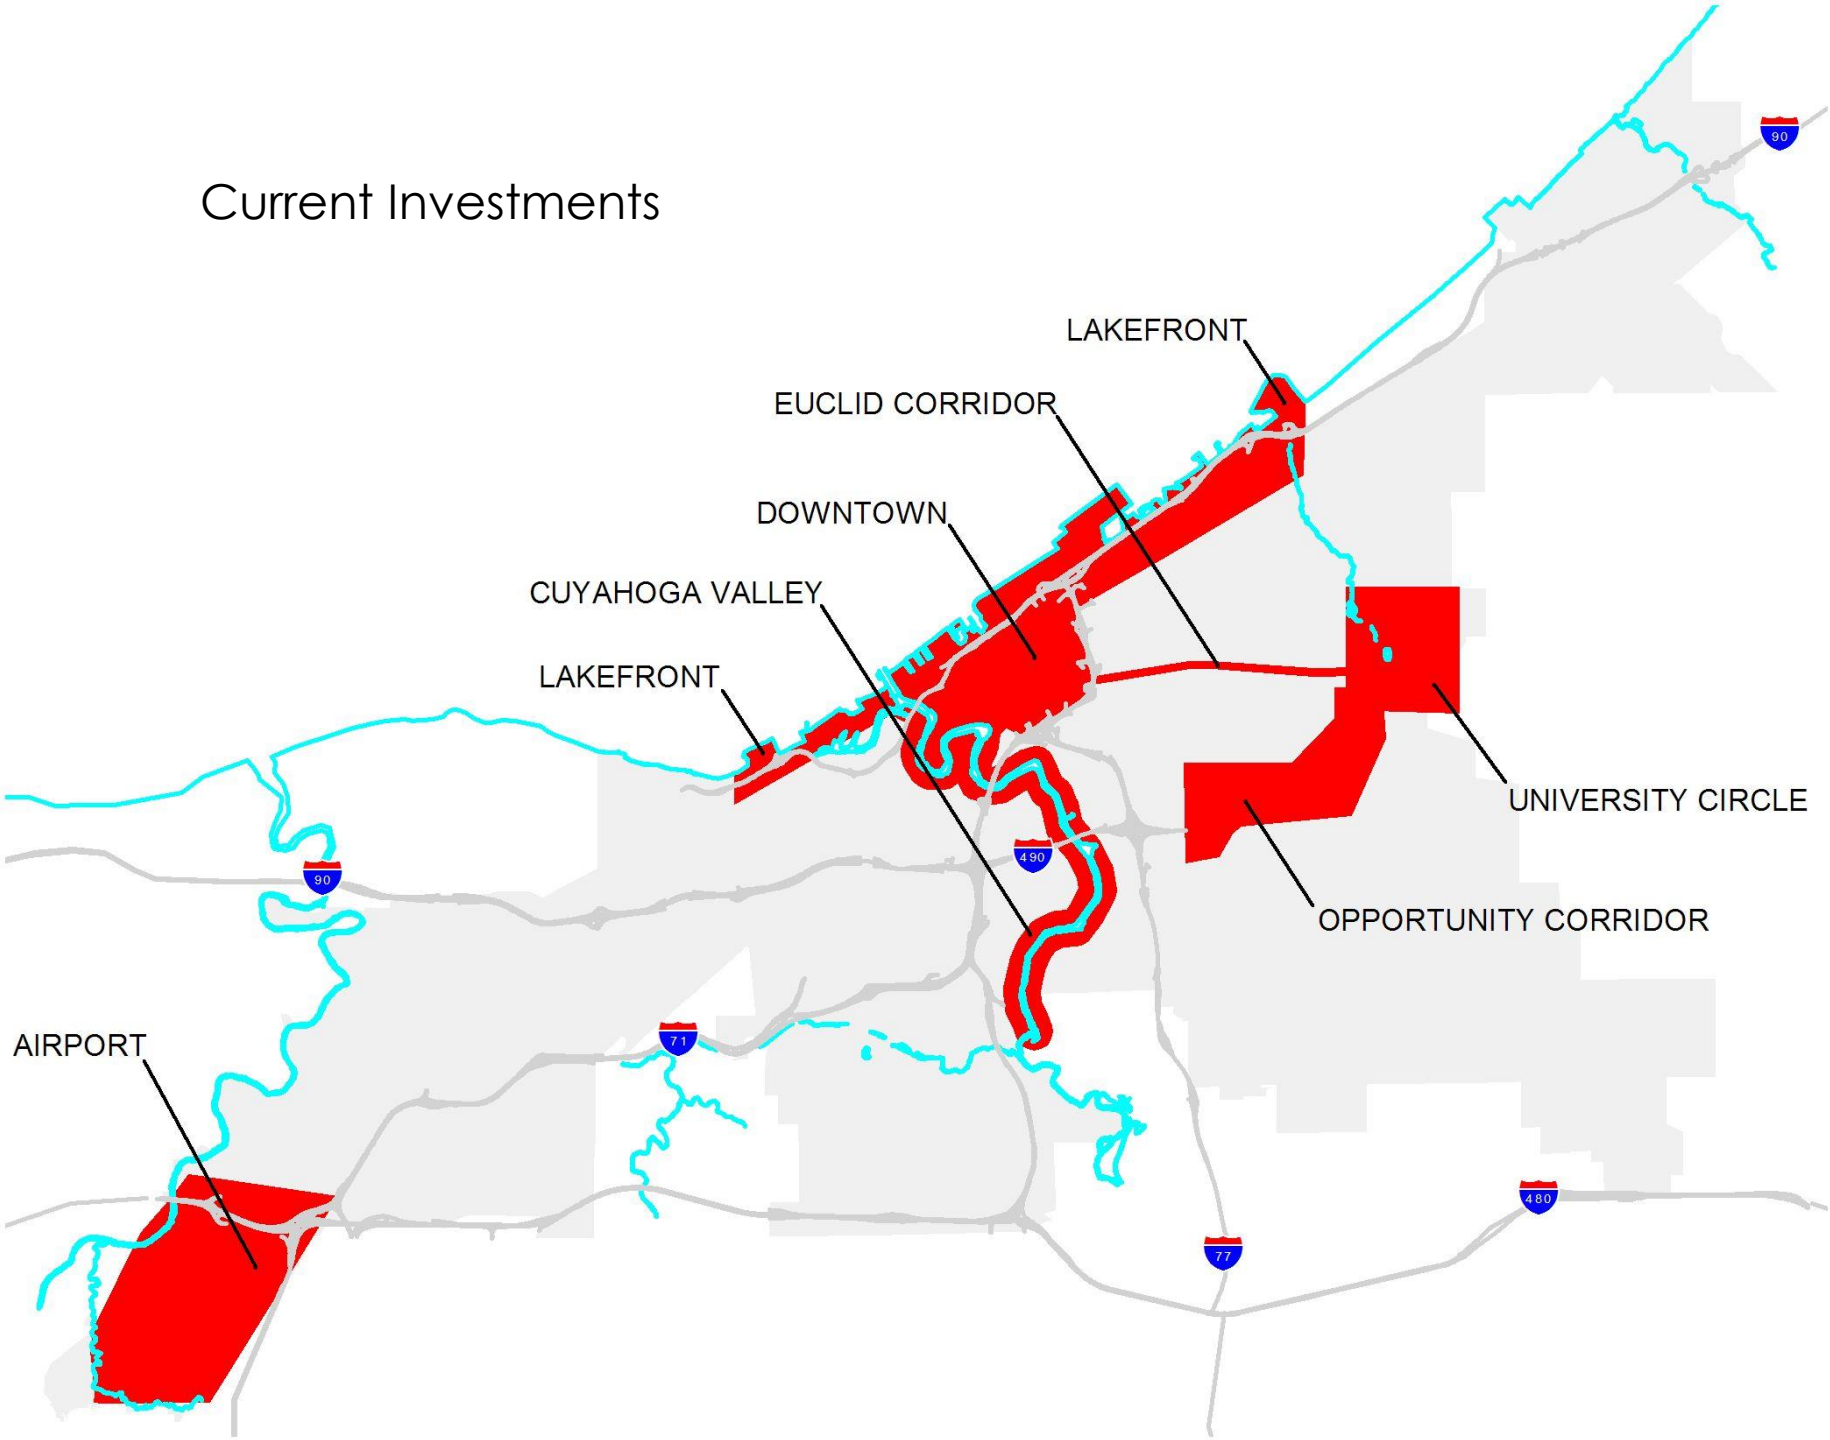 90
Current Investments
LAKEFRONT
EUCLID CORRIDOR
DOWNTOWN
CUYAHOGA VALLEY
LAKEFRONT
UNIVERSITY CIRCLE
490
90
OPPORTUNITY CORRIDOR
AIRPORT
71
480
77